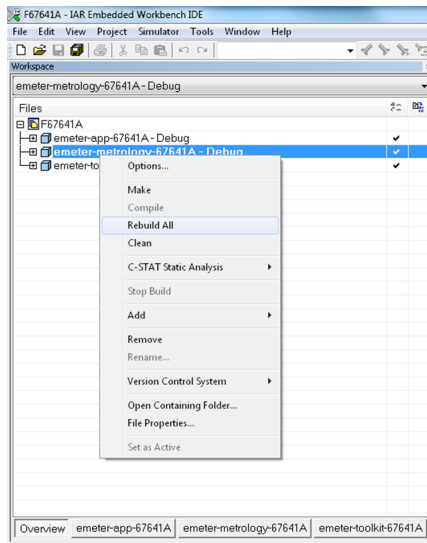 F67641A - IAR Embedded Workbench IDE
File Edit View Project Simulator Tools Window Help
Workspace
emeter-metrology-67641A - Debug
Files
F67641A
emeter-app-67641A - Debug
emeter-metrology-67641A - Debug
emeter-to
Options...
Make
Compile
Rebuild All
Clean
C-STAT Static Analysis
Stop Build
Add
Remove
Rename...
Version Control System
Open Containing Folder...
File Properties...
Set as Active
Overview emeter-app-67641A emeter-metrology-67641A emeter-toolkit-67641A